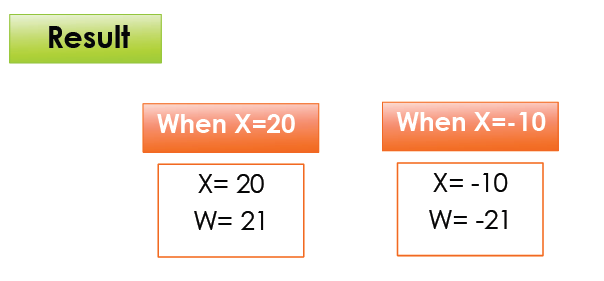 Result
When X=20
X= 20
W= 21
When X=-10
X= -10
W= -21